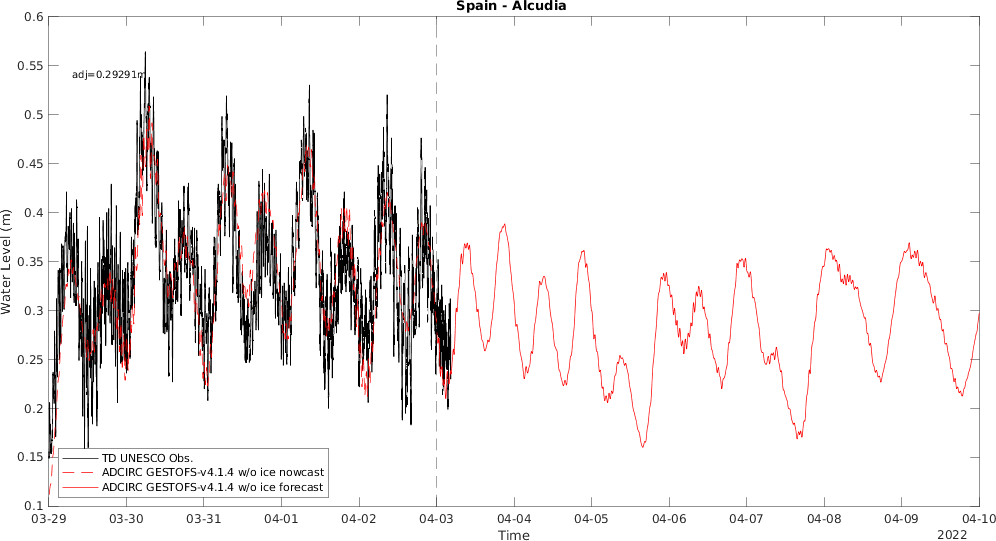 Spain - Alcudia
0.6
0.55
0.5
0.45
0.4
0.35
0.3
0.25
0.2
0.15
0.1
Water Level (m)
adj=0.29291m
TD UNESCO Obs.
ADCIRC GESTOFS-v4.1.4 w/o ice nowcast
ADCIRC GESTOFS-v4.1.4 w/o ice forecast
03-29 03-30 03-31 04-01 04-02 04-03 04-04 04-05 04-06 04-07 04-08 04-09 04-10
Time
2022